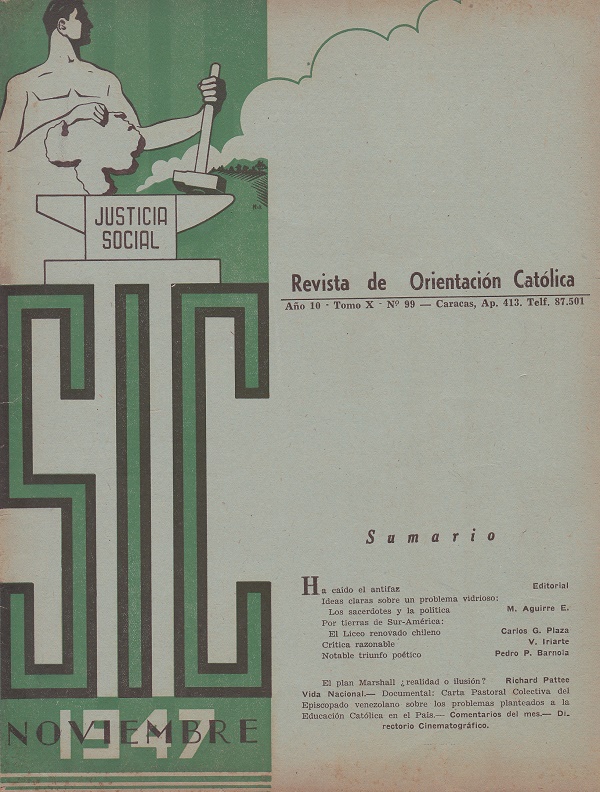 JUSTICIA
SOCIAL
SIC
NOVIEMBRE
1947
Revista de Orientación Católica
Año 10 - Tomo X - Nº 99 — Caracas, Ap. 413. Telf. 87.501
Sumario
Ha caído el antifaz Editorial
Ideas claras sobre un problema vidrioso:
Los sacerdotes y la política M. Aguirre E.
Por tierras de Sur-América:
El Liceo renovado chileno Carlos G. Plaza
Crítica razonable V. Iriarte
Notable triunfo poético Pedro P. Barnola
El plan Marshall ¿realidad o ilusión? Richard Pattee
Vida Nacional.— Documental: Carta Pastoral Colectiva del
Episcopado venezolano sobre los problemas planteados a la
Educación Católica en el País.— Comentarios del mes.— Di-
rectorio Cinematográfico.